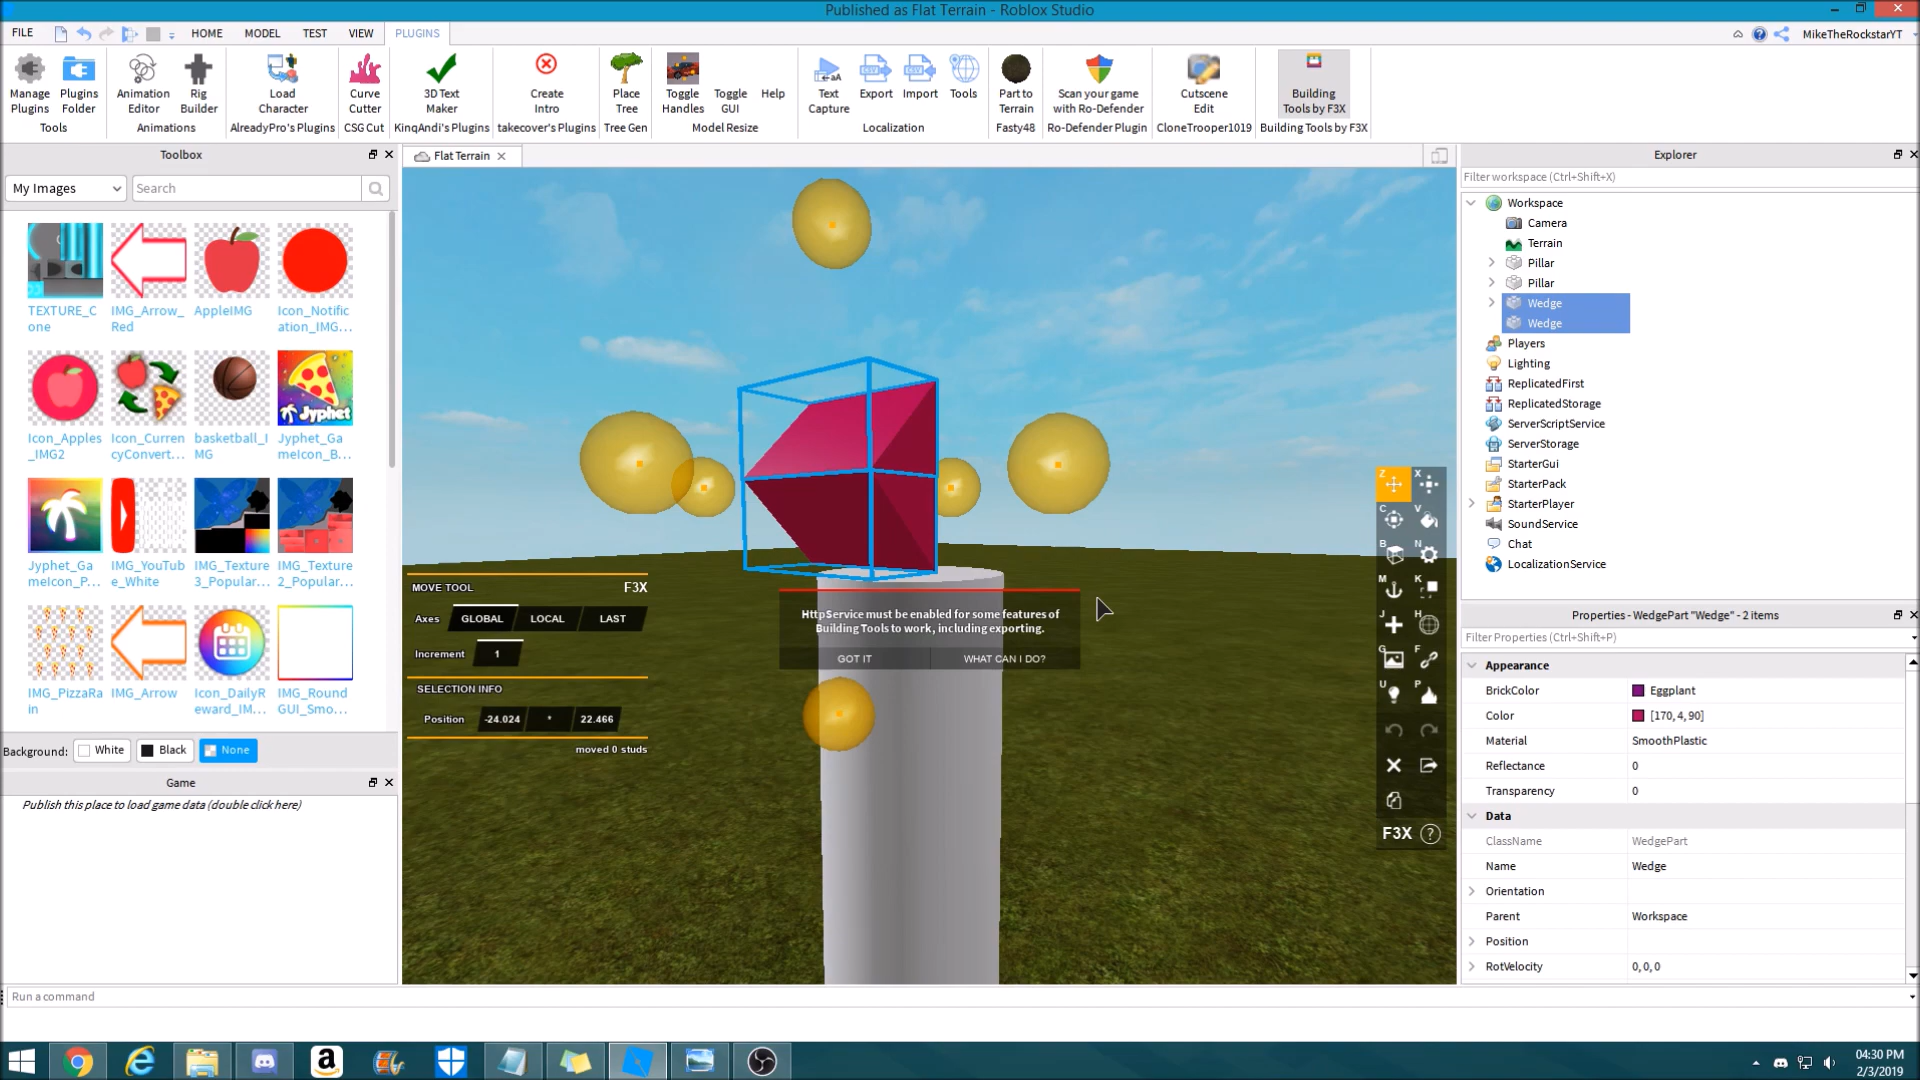 Published as Flat Terrain - Roblox Studio
FILE HOME MODEL TEST VIEW PLUGINS MikeTheRockstarYT
Manage Plugins
Plugins Folder
Animation Editor
Rig Builder
Load Character
Curve Cutter
3D Text Maker
Create Intro
Place Tree
Toggle Handles
Toggle GUI
Help
Text Capture
Export
Import
Tools
Part to Terrain
Scan your game with Ro-Defender
Cutscene Edit
Building Tools by F3X
Tools Animations AlreadyPro's Plugins CSG Cut KinqAndi's Plugins takeover's Plugins Tree Gen Model Resize Localization Fasty48 Ro-Defender Plugin CloneTrooper1019 Building Tools by F3X
Toolbox
My Images Search
TEXTURE_C
one
IMG_Arrow_
Red
AppleIMG
Icon_Notific
ation_IMG...
Icon_Apples
_IMG2
Icon_Curren
cyConvert...
basketball_I
MG
Jyphet
Jyphet_Ga
meIcon_B...
Jyphet_Ga
meIcon_P...
IMG_YouTub
e_White
IMG_Texture
3_Popular...
IMG_Texture
2_Popular...
IMG_PizzaRa
in
IMG_Arrow
Icon_DailyR
eward_IM...
IMG_Round
GUI_Smo...
Background: White Black None
Game
Publish this place to load game data (double click here)
Flat Terrain
MOVE TOOL F3X
Axes GLOBAL LOCAL LAST
Increment 1
SELECTION INFO
Position -24.024 * 22.466
moved 0 studs
HttpService must be enabled for some features of
Building Tools to work, including exporting.
GOT IT WHAT CAN I DO?
Z X
C V
B N
M K
J H
G F
U P
F3X ?
Explorer
Filter workspace (Ctrl+Shift+X)
Workspace
Camera
Terrain
Pillar
Pillar
Wedge
Wedge
Players
Lighting
ReplicatedFirst
ReplicatedStorage
ServerScriptService
ServerStorage
StarterGui
StarterPack
StarterPlayer
SoundService
Chat
LocalizationService
Properties - WedgePart "Wedge" - 2 items
Filter Properties (Ctrl+Shift+P)
Appearance
BrickColor Eggplant
Color [170, 4, 90]
Material SmoothPlastic
Reflectance 0
Transparency 0
Data
ClassName WedgePart
Name Wedge
Orientation
Parent Workspace
Position
RotVelocity 0, 0, 0
Run a command
04:30 PM
2/3/2019